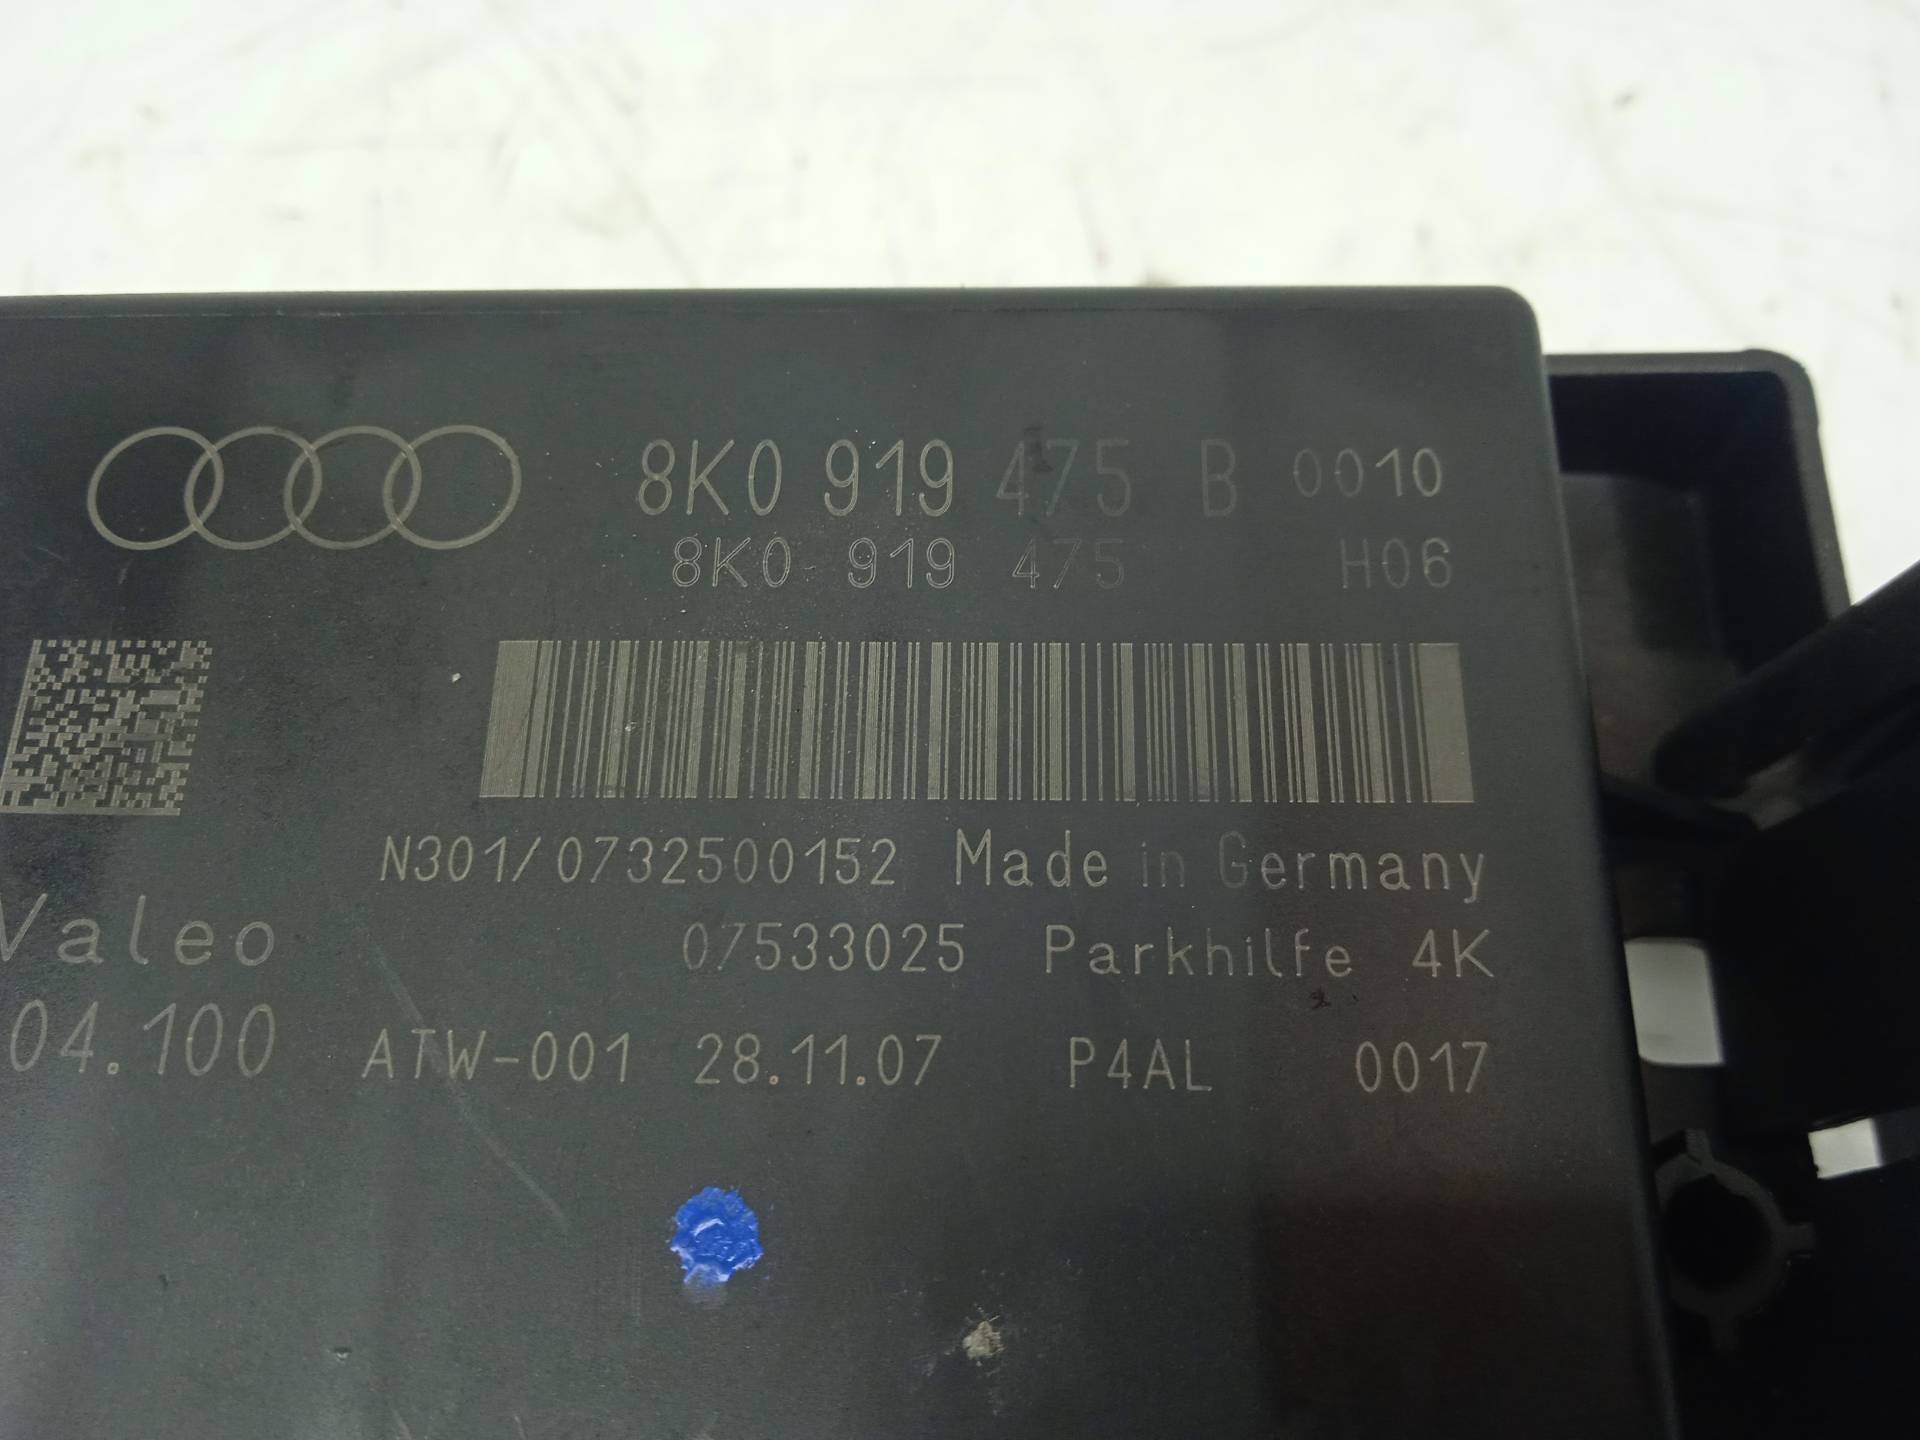 8K0 919 475 B 0010
8K0 919 475 H06
N301/0732500152 Made in Germany
Valeo 07533025 Parkhilfe 4K
04.100 ATW-001 28.11.07 P4AL 0017